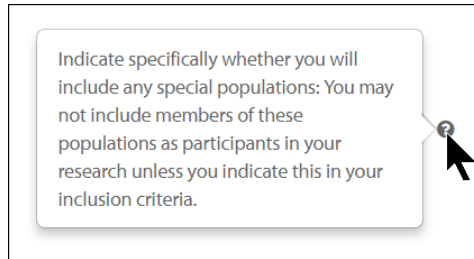 Indicate specifically whether you will
include any special populations: You may
not include members of these
populations as participants in your
research unless you indicate this in your
inclusion criteria.
?